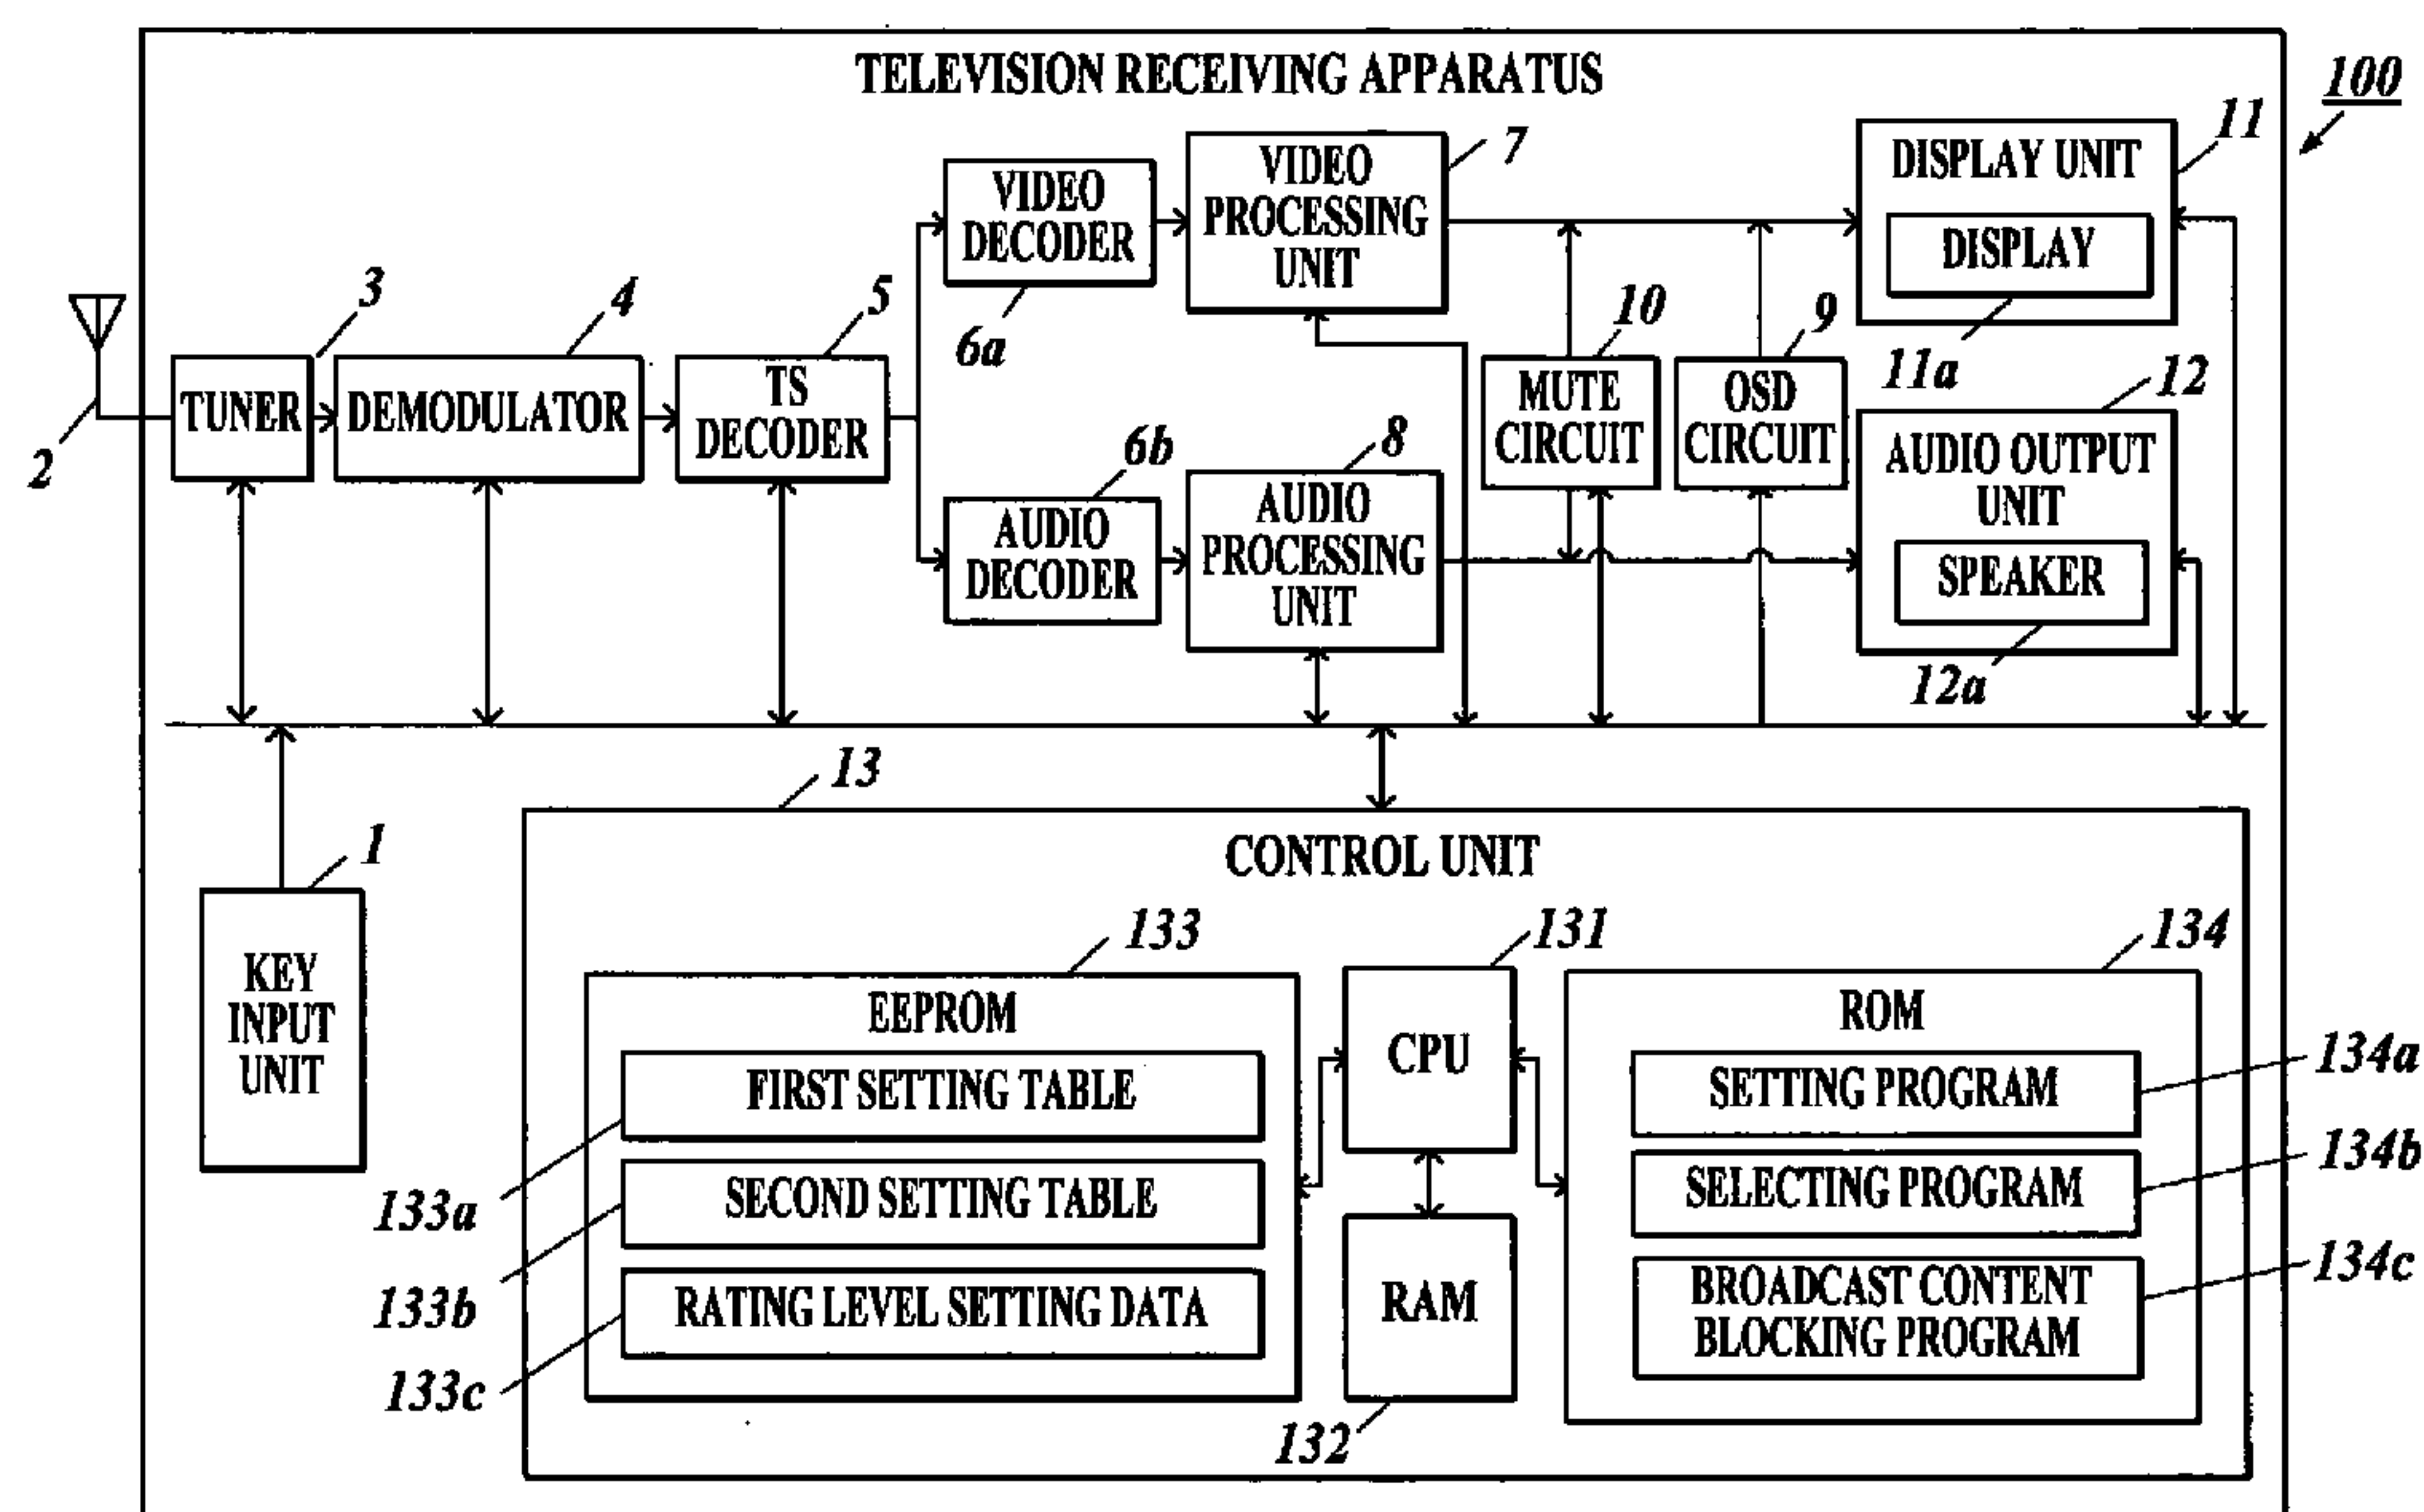 TELEVISION RECEIVING APPARATUS
100
VIDEO
DECODER
6a
VIDEO
PROCESSING
UNIT
7
DISPLAY UNIT
DISPLAY
11
11a
2
TUNER
3
DEMODULATOR
4
TS
DECODER
5
MUTE
CIRCUIT
10
OSD
CIRCUIT
9
AUDIO
DECODER
6b
AUDIO
PROCESSING
UNIT
8
AUDIO OUTPUT
UNIT
SPEAKER
12
12a
KEY
INPUT
UNIT
1
13
CONTROL UNIT
133
EEPROM
FIRST SETTING TABLE
SECOND SETTING TABLE
RATING LEVEL SETTING DATA
133a
133b
133c
131
CPU
RAM
132
134
ROM
SETTING PROGRAM
SELECTING PROGRAM
BROADCAST CONTENT
BLOCKING PROGRAM
134a
134b
134c